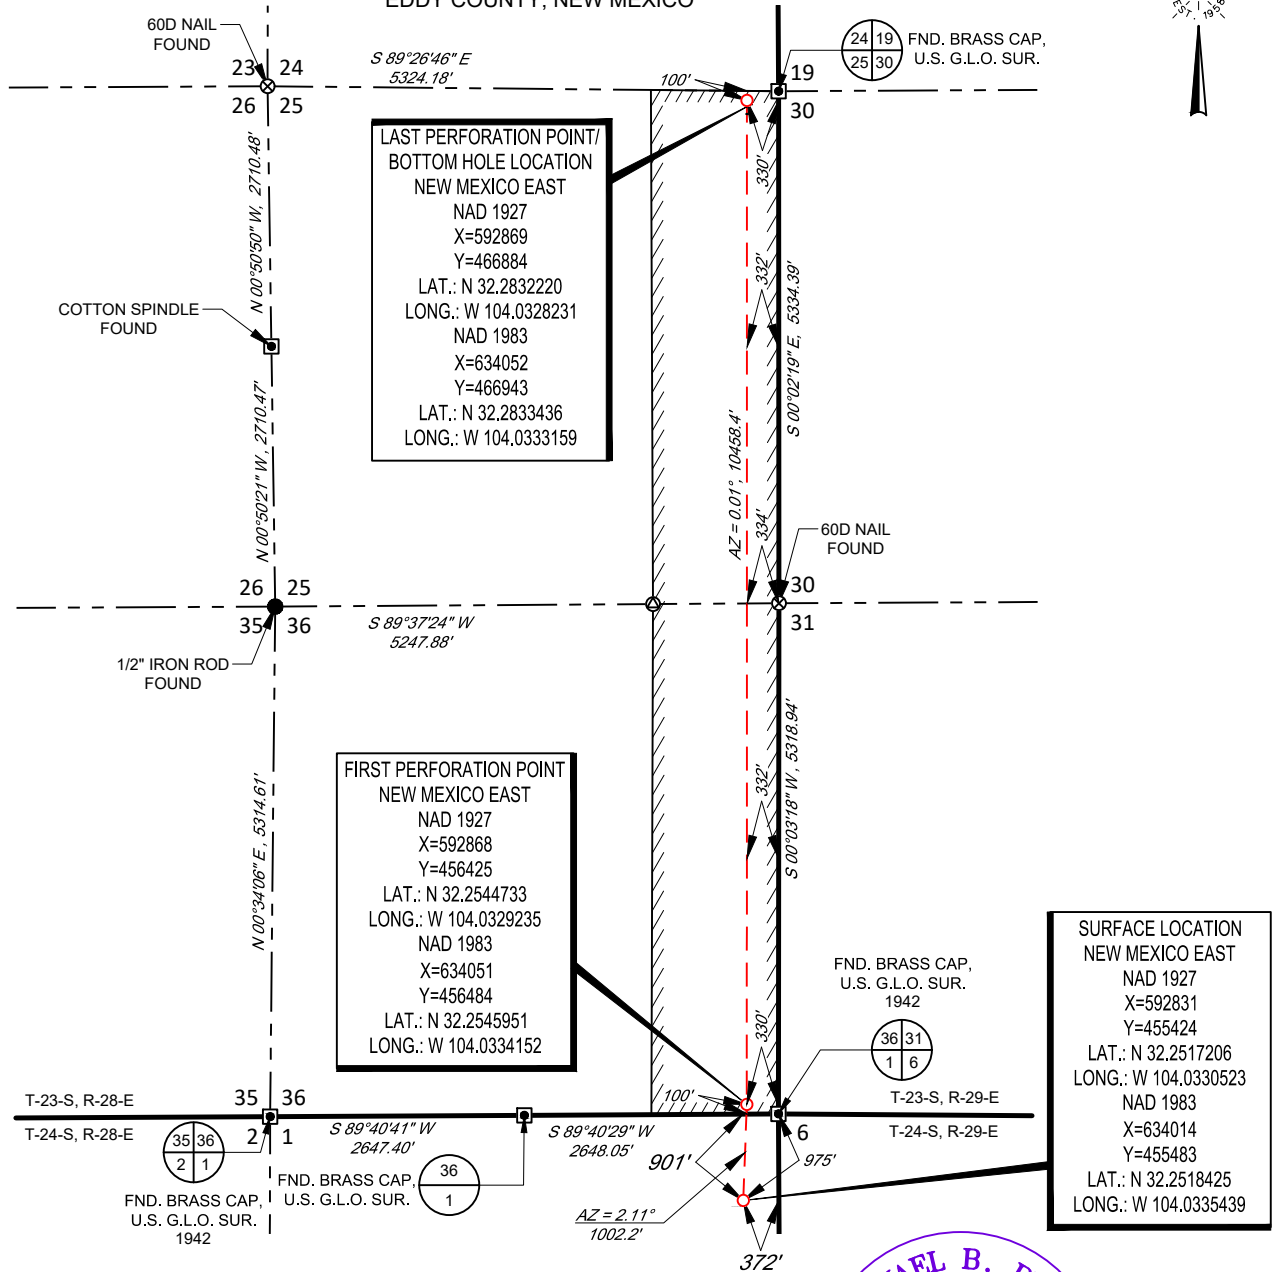 EDDY COUNTY, NEW MEXICO
EST. 1958
60D NAIL
FOUND
23 24
26 25
S 89°26'46" E
5324.18'
100'
24 19
25 30
FND. BRASS CAP,
U.S. G.L.O. SUR.
19
30
330'
LAST PERFORATION POINT/
BOTTOM HOLE LOCATION
NEW MEXICO EAST
NAD 1927
X=592869
Y=466884
LAT.: N 32.2832220
LONG.: W 104.0328231
NAD 1983
X=634052
Y=466943
LAT.: N 32.2833436
LONG.: W 104.0333159
N 00°50'50" W, 2710.48'
COTTON SPINDLE
FOUND
N 00°50'21" W, 2710.47'
332'
S 00°02'19" E, 5334.39'
AZ = 0.01°, 10458.4'
334'
60D NAIL
FOUND
30
31
26 25
35 36
S 89°37'24" W
5247.88'
1/2" IRON ROD
FOUND
N 00°34'06" E, 5314.61'
FIRST PERFORATION POINT
NEW MEXICO EAST
NAD 1927
X=592868
Y=456425
LAT.: N 32.2544733
LONG.: W 104.0329235
NAD 1983
X=634051
Y=456484
LAT.: N 32.2545951
LONG.: W 104.0334152
332'
S 00°03'18" W, 5318.94'
330'
100'
FND. BRASS CAP,
U.S. G.L.O. SUR.
1942
36 31
1 6
SURFACE LOCATION
NEW MEXICO EAST
NAD 1927
X=592831
Y=455424
LAT.: N 32.2517206
LONG.: W 104.0330523
NAD 1983
X=634014
Y=455483
LAT.: N 32.2518425
LONG.: W 104.0335439
T-23-S, R-28-E
T-24-S, R-28-E
35 36
2 1
T-23-S, R-29-E
T-24-S, R-29-E
6
35 36
2 1
FND. BRASS CAP,
U.S. G.L.O. SUR.
1942
S 89°40'41" W
2647.40'
FND. BRASS CAP,
U.S. G.L.O. SUR.
36
1
S 89°40'29" W
2648.05'
901'
975'
AZ = 2.11°
1002.2'
372'
B.